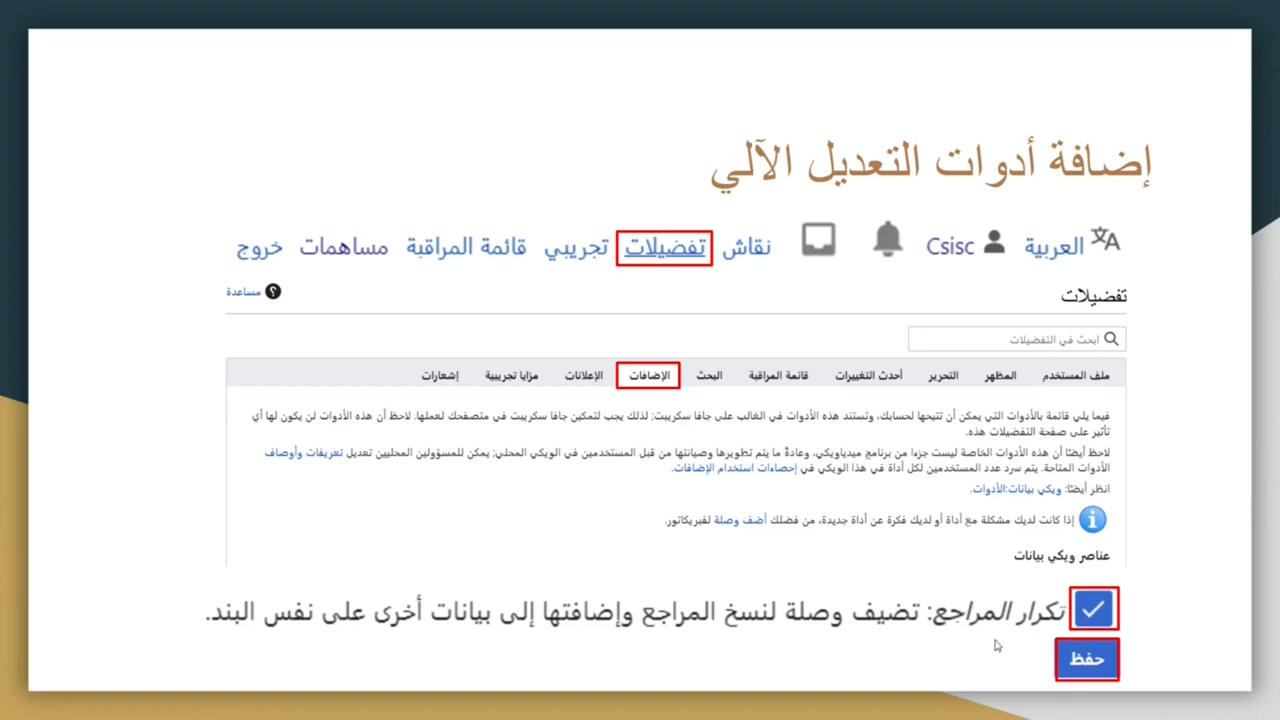 إضافة أدوات التعديل الآلي
العربية Csisc نقاش تفضيلات تجريبي قائمة المراقبة مساهمات خروج
تفضيلات
؟ مساعدة
ابحث في التفضيلات
ملف المستخدم المظهر التحرير أحدث التغييرات قائمة المراقبة البحث الإضافات الإعلانات مزايا تجريبية إشعارات
فيما يلي قائمة بالأدوات التي يمكن أن تتيحها لحسابك، وتستند هذه الأدوات في الغالب على جافا سكريبت; لذلك يجب تمكين جافا سكريبت في متصفحك لعملها. لاحظ أن هذه الأدوات لن يكون لها أي
تأثير على صفحة التفضيلات هذه.
لاحظ أيضًا أن هذه الأدوات الخاصة ليست جزءا من برنامج ميدياويكي، وعادةً ما يتم تطويرها وصيانتها من قبل المستخدمين في الويكي المحلي; يمكن للمسؤولين المحليين تعديل تعريفات وأوصاف
الأدوات المتاحة. يتم سرد عدد المستخدمين لكل أداة في هذا الويكي في إحصاءات استخدام الإضافات.
انظر أيضًا: ويكي بيانات:الأدوات.
إذا كانت لديك مشكلة مع أداة أو لديك فكرة عن أداة جديدة، من فضلك أضف وصلة لفبريكاتور.
عناصر ويكي بيانات
تكرار المراجع: تضيف وصلة لنسخ المراجع وإضافتها إلى بيانات أخرى على نفس البند.
حفظ